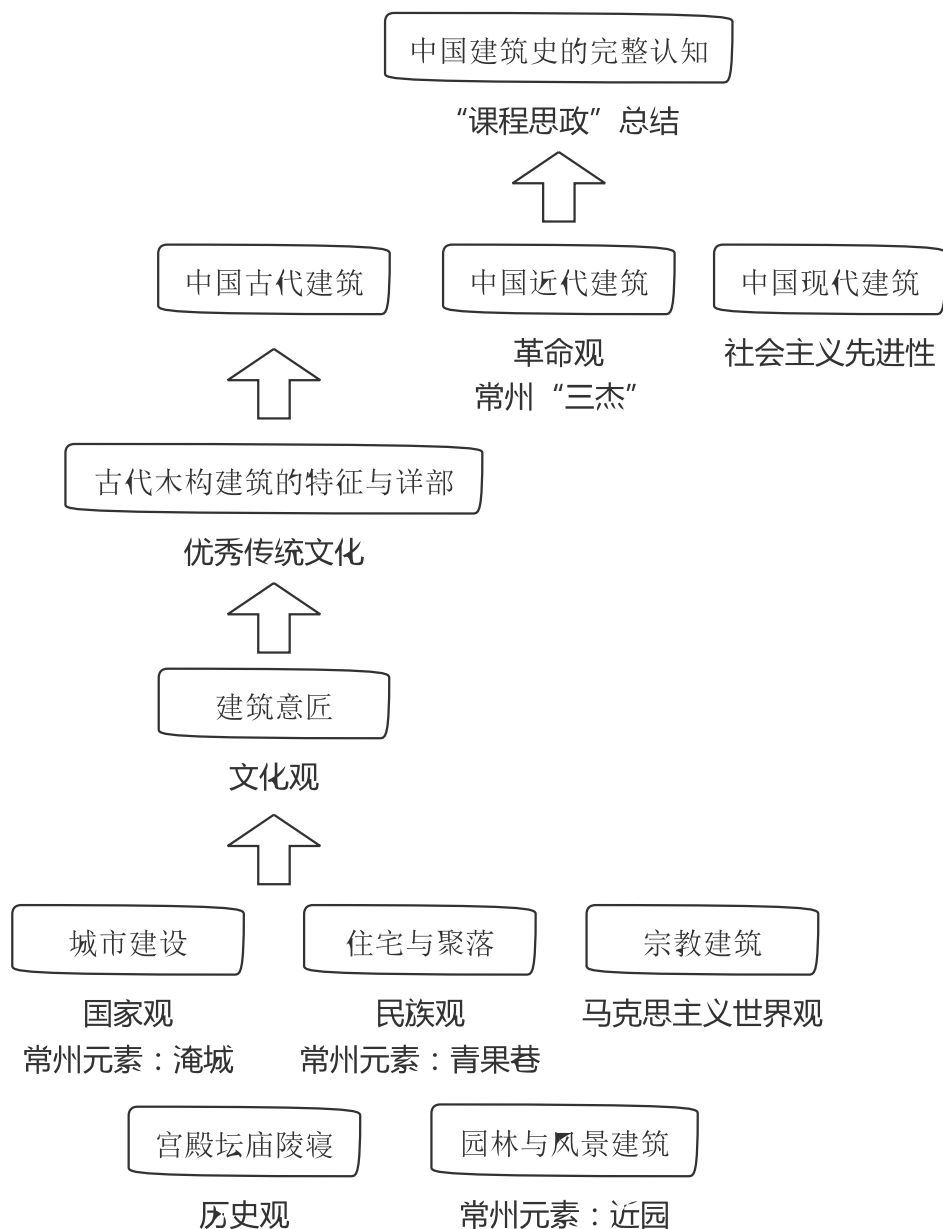 中国建筑史的完整认知
“课程思政”总结
中国古代建筑
中国近代建筑
中国现代建筑
革命观
社会主义先进性
常州“三杰”
古代木构建筑的特征与详部
优秀传统文化
建筑意匠
文化观
城市建设
住宅与聚落
宗教建筑
国家观
民族观
马克思主义世界观
常州元素：淹城
常州元素：青果巷
宫殿坛庙陵寝
园林与风景建筑
历史观
常州元素：近园